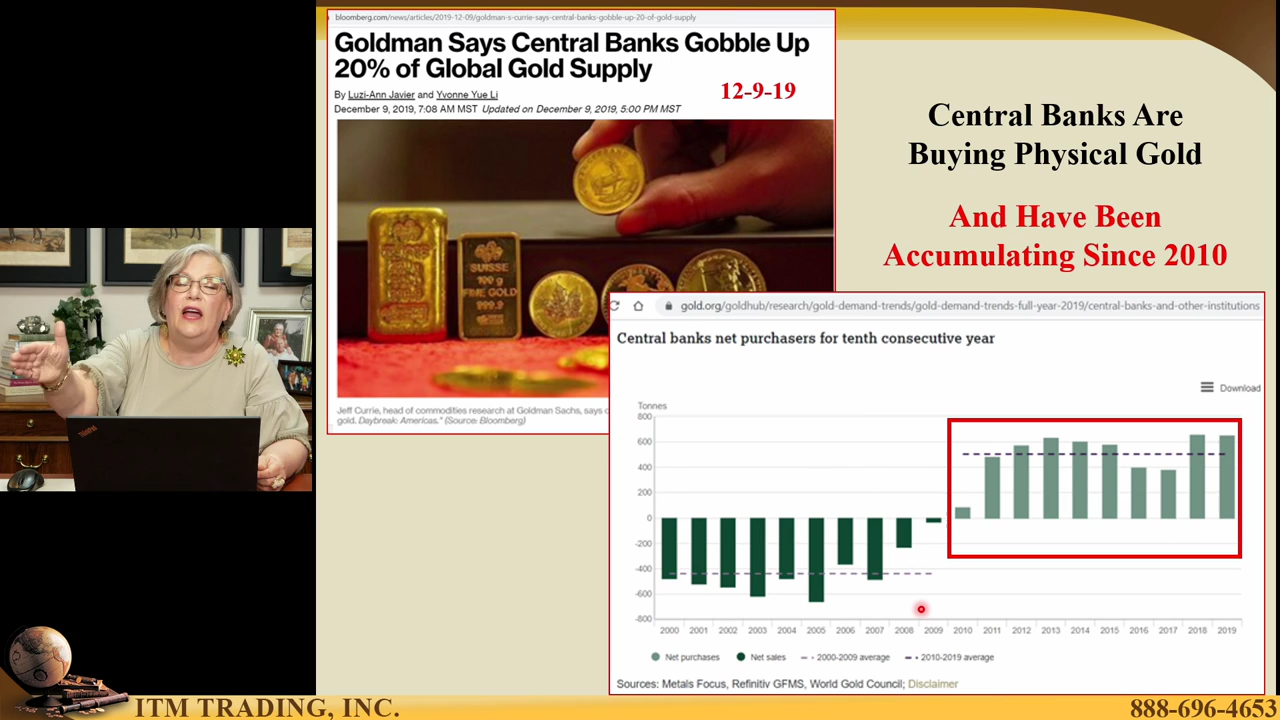 bloomberg.com/news/articles/2019-12-09/goldman-s-currie-says-central-banks-gobble-up-20-of-gold-supply
Goldman Says Central Banks Gobble Up
20% of Global Gold Supply
12-9-19
By Luzi-Ann Javier and Yvonne Yue Li
December 9, 2019, 7:08 AM MST Updated on December 9, 2019, 5:00 PM MST
SUISSE
100 g
FINE GOLD
999.9
Jeff Currie, head of commodities research at Goldman Sachs, says c
gold. Daybreak: Americas." (Source: Bloomberg)
Central Banks Are
Buying Physical Gold
And Have Been
Accumulating Since 2010
gold.org/goldhub/research/gold-demand-trends/gold-demand-trends-full-year-2019/central-banks-and-other-institutions
Central banks net purchasers for tenth consecutive year
Download
Tonnes
800
600
400
200
0
-200
-400
-600
-800
2000 2001 2002 2003 2004 2005 2006 2007 2008 2009 2010 2011 2012 2013 2014 2015 2016 2017 2018 2019
Net purchases Net sales 2000-2009 average 2010-2019 average
Sources: Metals Focus, Refinitiv GFMS, World Gold Council; Disclaimer
ThinkPad
ITM TRADING, INC.
888-696-4653